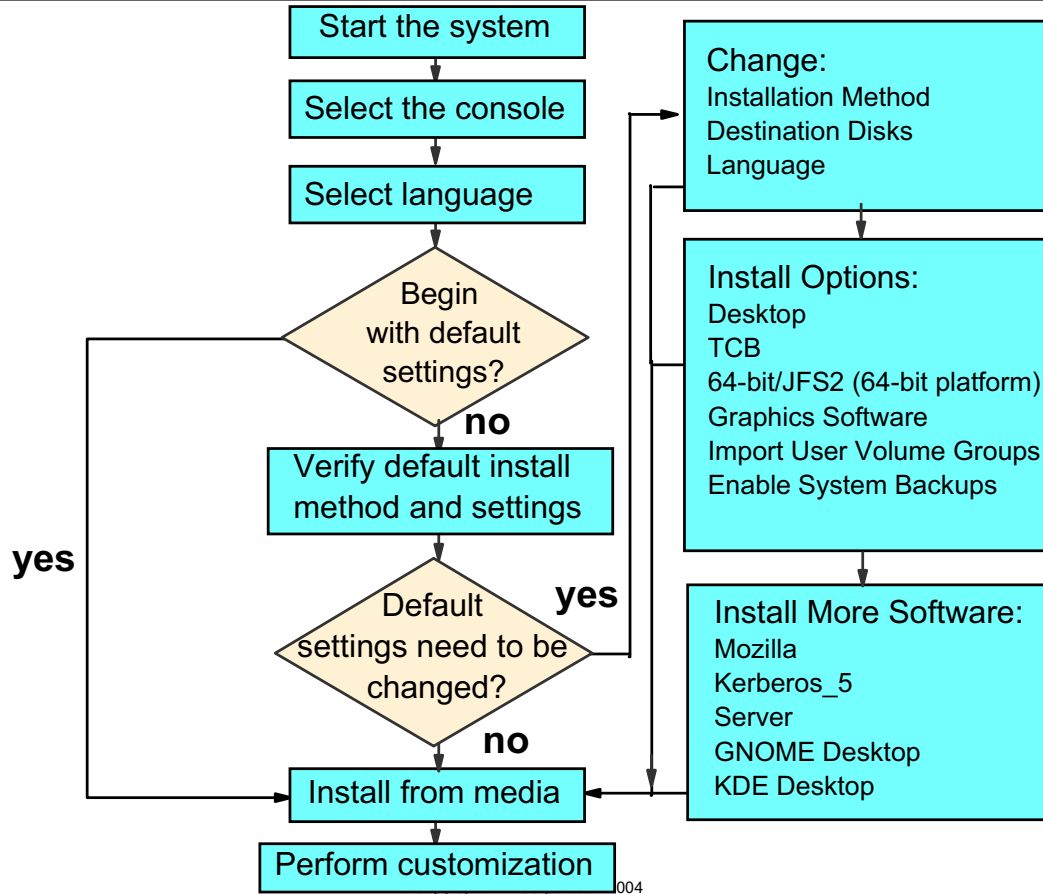 Start the system
Select the console
Select language
Begin
with default
settings?
no
Verify default install
method and settings
yes
Default
settings need to be
changed?
yes
no
Install from media
Perform customization
Change:
Installation Method
Destination Disks
Language
Install Options:
Desktop
TCB
64-bit/JFS2 (64-bit platform)
Graphics Software
Import User Volume Groups
Enable System Backups
Install More Software:
Mozilla
Kerberos_5
Server
GNOME Desktop
KDE Desktop
004